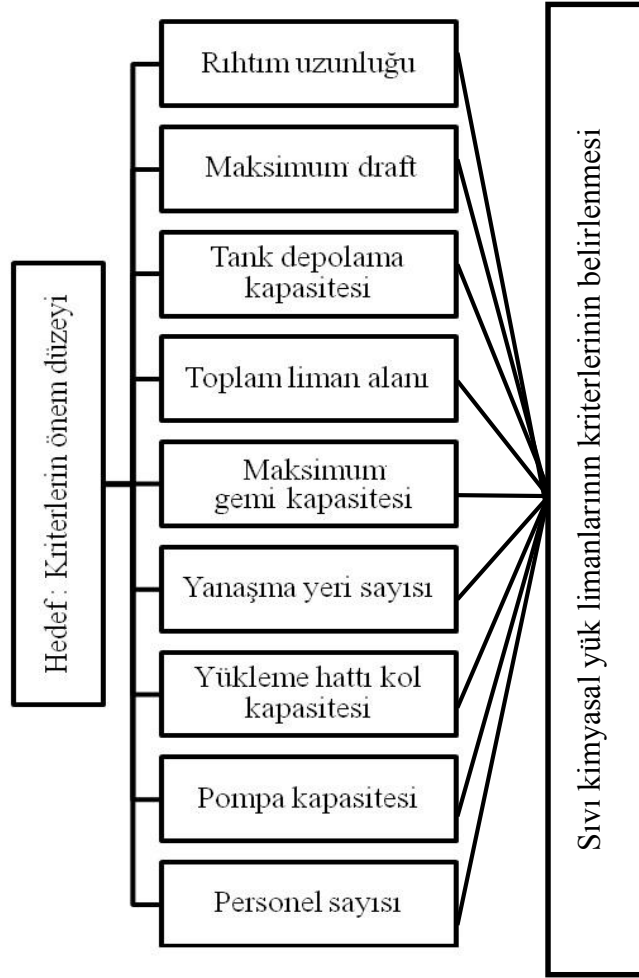 Hedef : Kriterlerin önem düzeyi
Rıhtım uzunluğu
Maksimum draft
Tank depolama
kapasitesi
Toplam liman alanı
Maksimum
gemi kapasitesi
Yanaşma yeri sayısı
Yükleme hattı kol
kapasitesi
Pompa kapasitesi
Personel sayısı
Sıvı kimyasal yük limanlarının kriterlerinin belirlenmesi